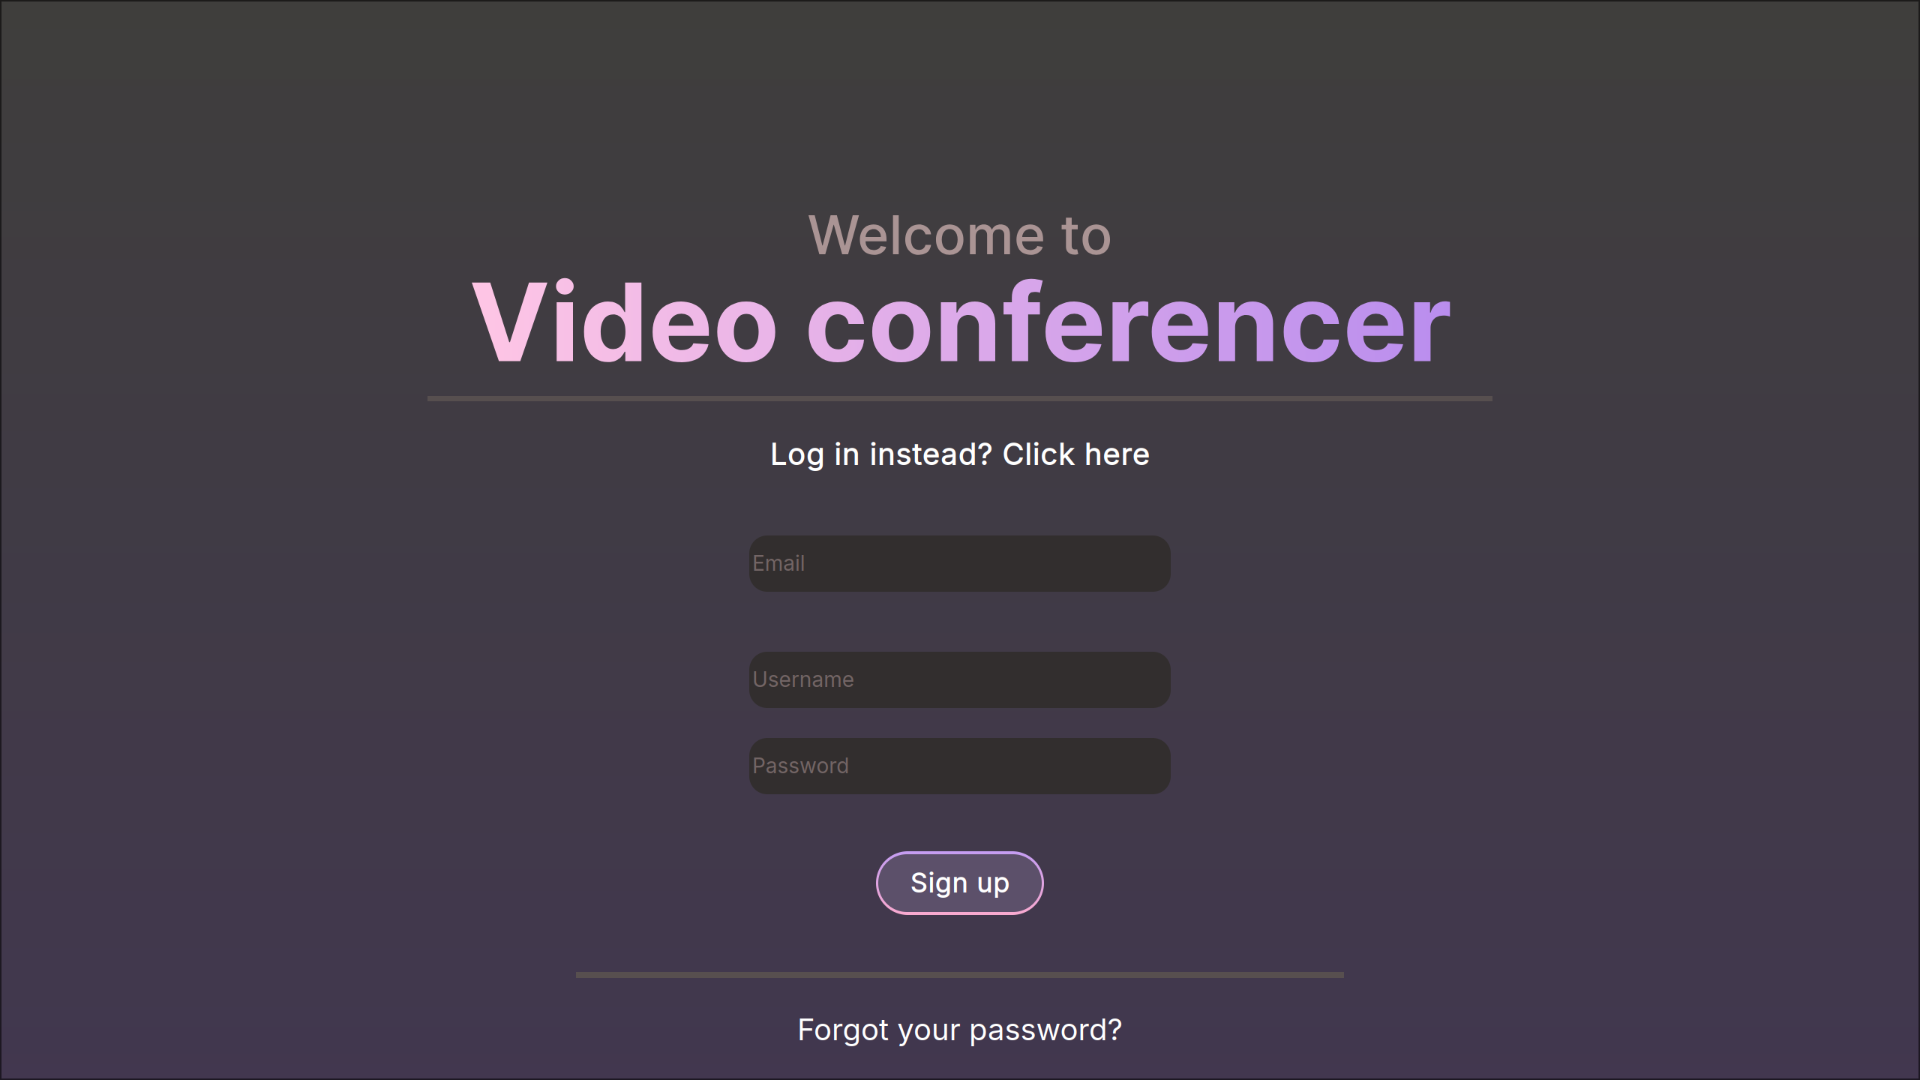 Welcome to
Video conferencer
Log in instead? Click here
Email
Username
Password
Sign up
Forgot your password?